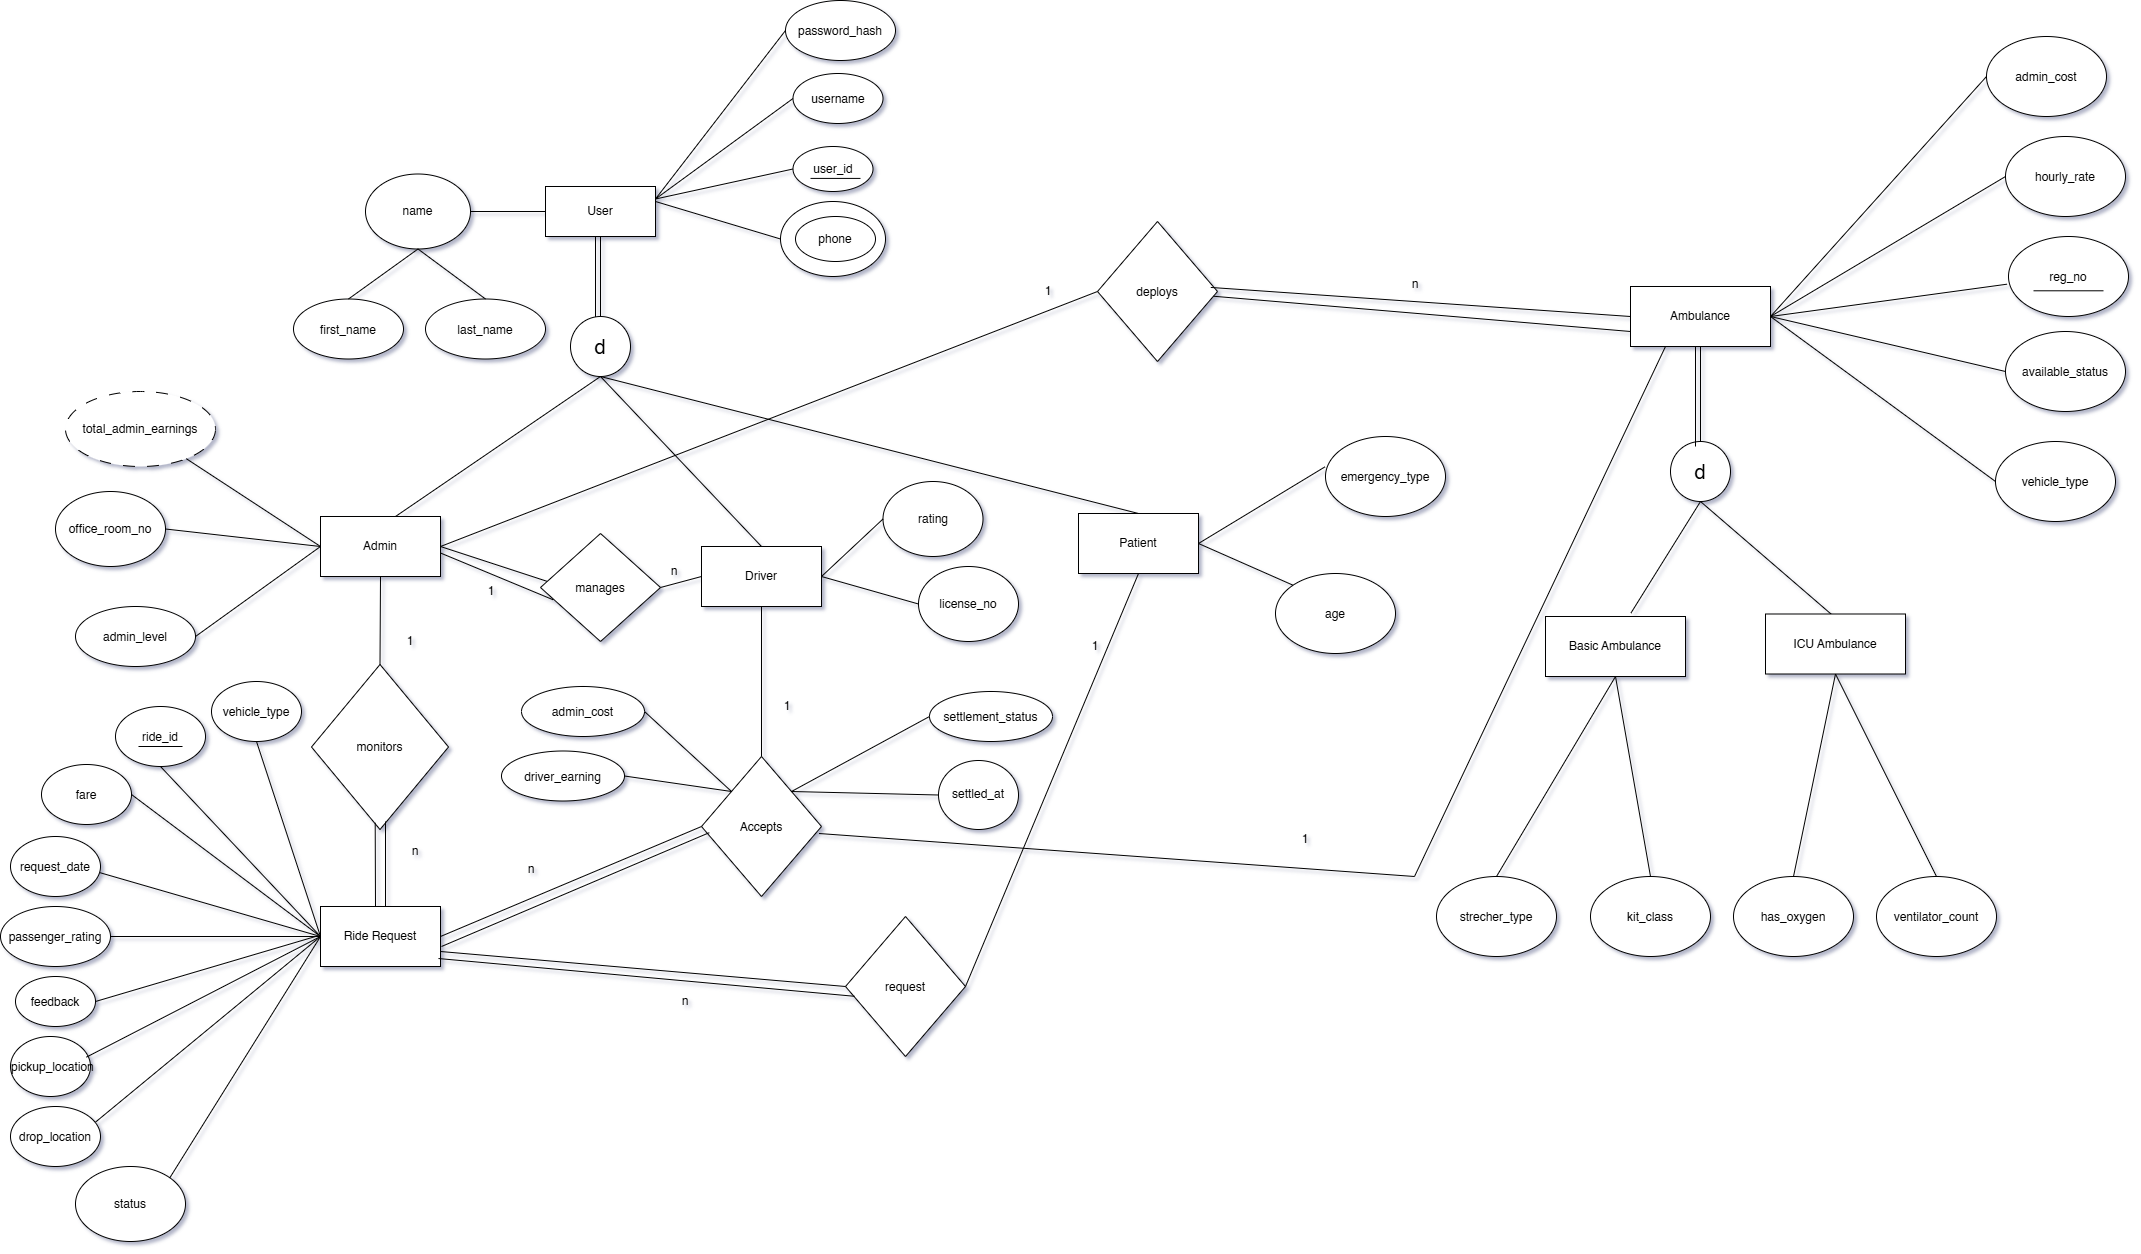 password_hash
username
user_id
phone
name
User
first_name
last_name
d
admin_cost
hourly_rate
reg_no
available_status
vehicle_type
deploys
1
n
Ambulance
d
total_admin_earnings
office_room_no
admin_level
Admin
manages
1
n
Driver
rating
license_no
Patient
emergency_type
age
Basic Ambulance
ICU Ambulance
1
1
1
monitors
n
vehicle_type
ride_id
fare
request_date
passenger_rating
feedback
pickup_location
drop_location
status
Ride Request
admin_cost
driver_earning
settlement_status
settled_at
Accepts
n
1
request
n
strecher_type
kit_class
has_oxygen
ventilator_count